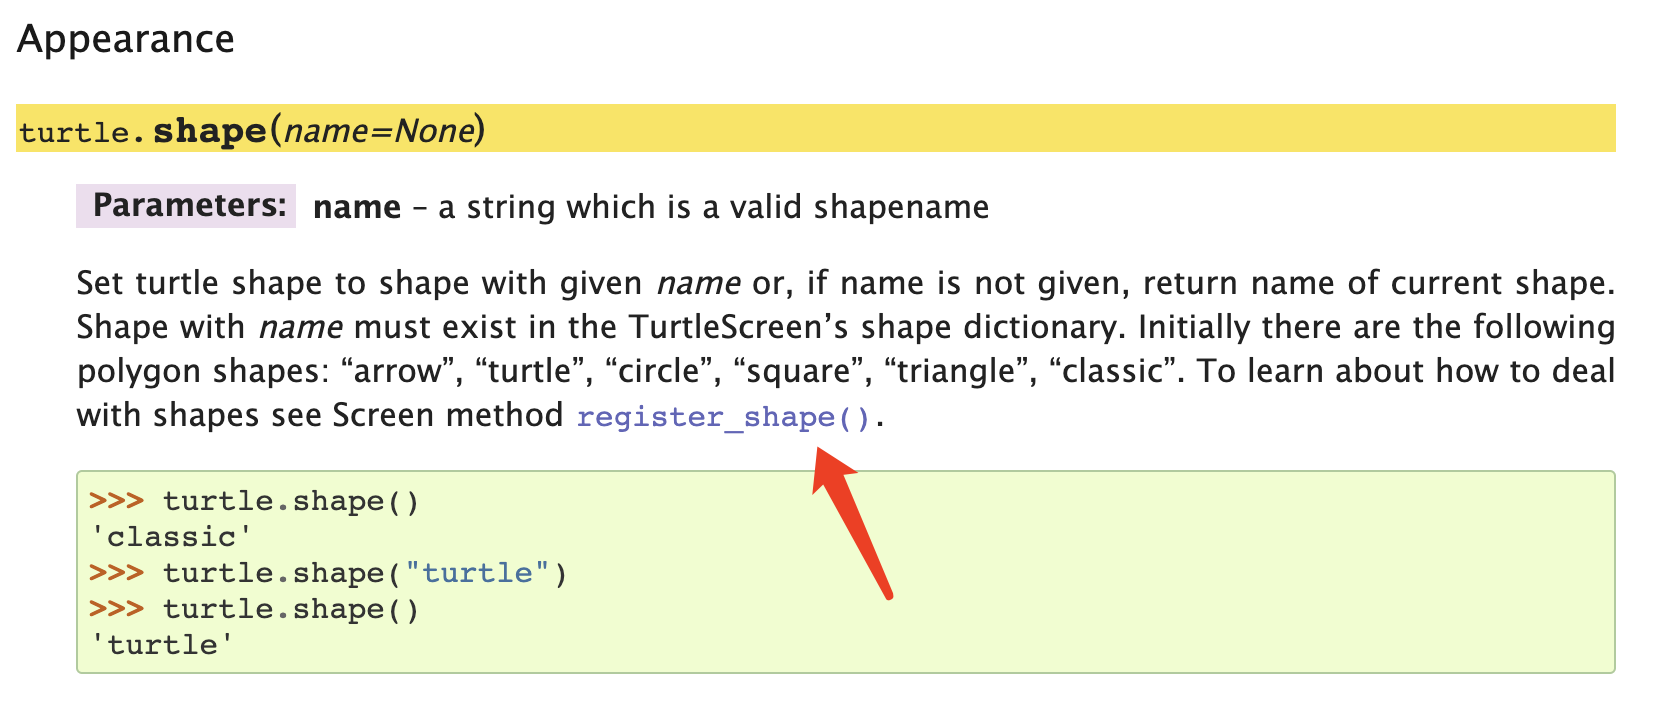 Appearance
turtle.shape(name=None)
Parameters: name – a string which is a valid shapename
Set turtle shape to shape with given name or, if name is not given, return name of current shape.
Shape with name must exist in the TurtleScreen’s shape dictionary. Initially there are the following
polygon shapes: “arrow”, “turtle”, “circle”, “square”, “triangle”, “classic”. To learn about how to deal
with shapes see Screen method register_shape().
>>> turtle.shape()
'classic'
>>> turtle.shape("turtle")
>>> turtle.shape()
'turtle'